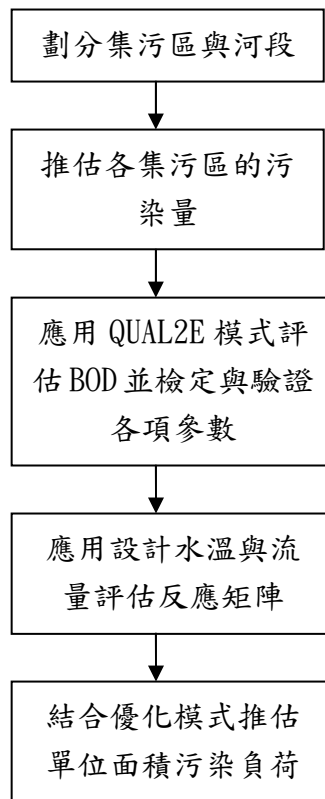 劃分集污區與河段
推估各集污區的污
染量
應用 QUAL2E 模式評
估 BOD 並檢定與驗證
各項參數
應用設計水溫與流
量評估反應矩陣
結合優化模式推估
單位面積污染負荷